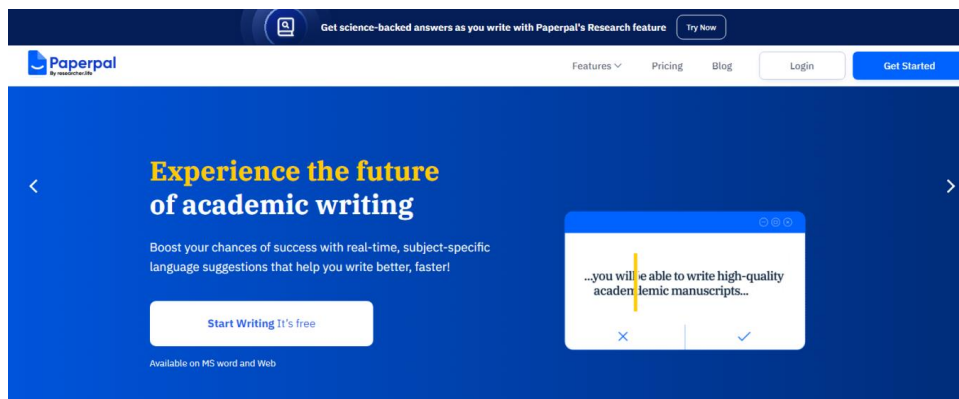 Get science-backed answers as you write with Paperpal's Research feature Try Now
Paperpal
By researcher.life
Features Pricing Blog Login Get Started
Experience the future
of academic writing
Boost your chances of success with real-time, subject-specific
language suggestions that help you write better, faster!
Start Writing It's free
Available on MS word and Web
...you will be able to write high-quality
academ demic manuscripts...